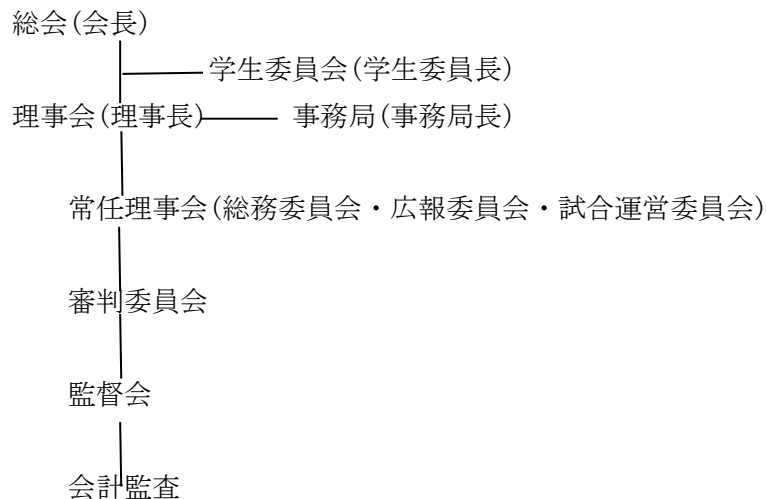 総会(会長)
学生委員会(学生委員長)
理事会(理事長) 事務局(事務局長)
常任理事会(総務委員会・広報委員会・試合運営委員会)
審判委員会
監督会
会計監査